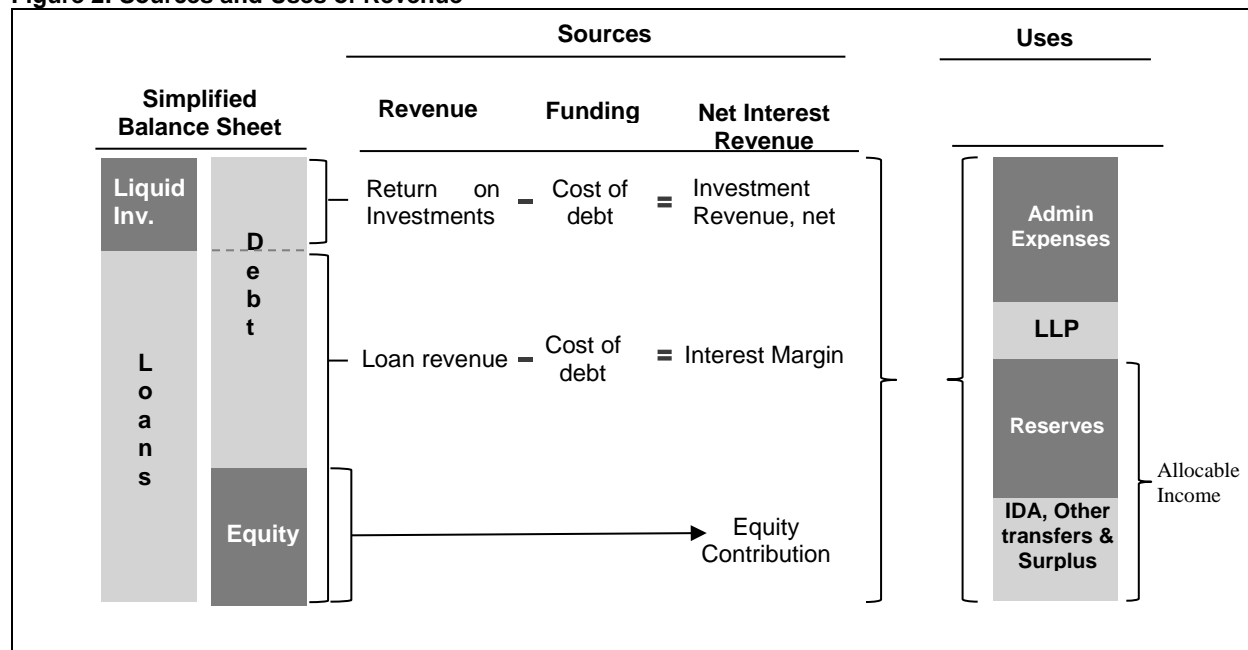 Figure 2. Sources and Uses of Revenue
Sources
Uses
Simplified
Balance Sheet
Revenue
Funding
Net Interest
Revenue
Liquid
Inv.
D
e
b
t
Return on
Investments
-
Cost of
debt
=
Investment
Revenue, net
L
o
a
n
s
Loan revenue
-
Cost of
debt
=
Interest Margin
Equity
Equity
Contribution
Admin
Expenses
LLP
Reserves
IDA, Other
transfers &
Surplus
Allocable
Income